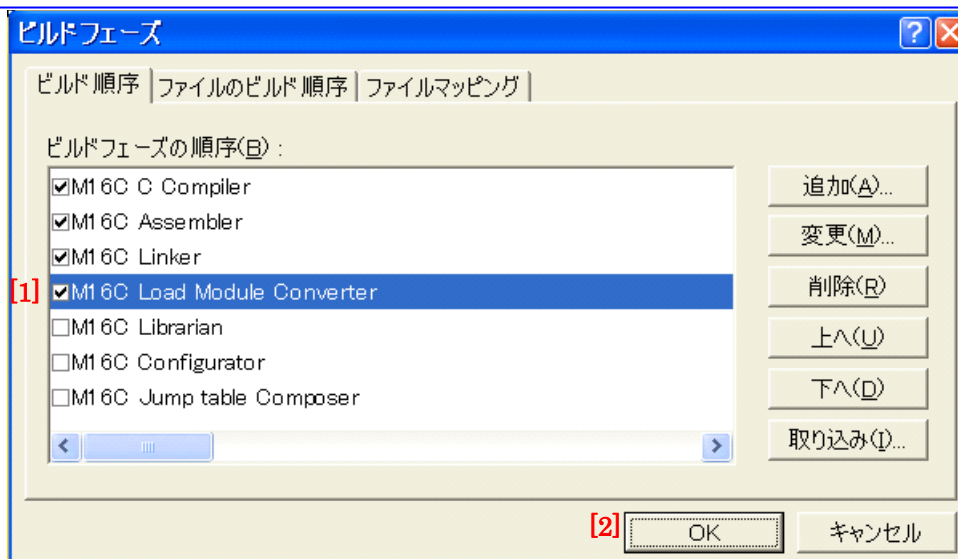 ビルドフェーズ
ビルド順序 ファイルのビルド順序 ファイルマッピング
ビルドフェーズの順序(B) :
M16C C Compiler
M16C Assembler
M16C Linker
[1] M16C Load Module Converter
M16C Librarian
M16C Configurator
M16C Jump table Composer
追加(A)...
変更(M)...
削除(R)
上へ(U)
下へ(D)
取り込み(I)...
[2] OK キャンセル